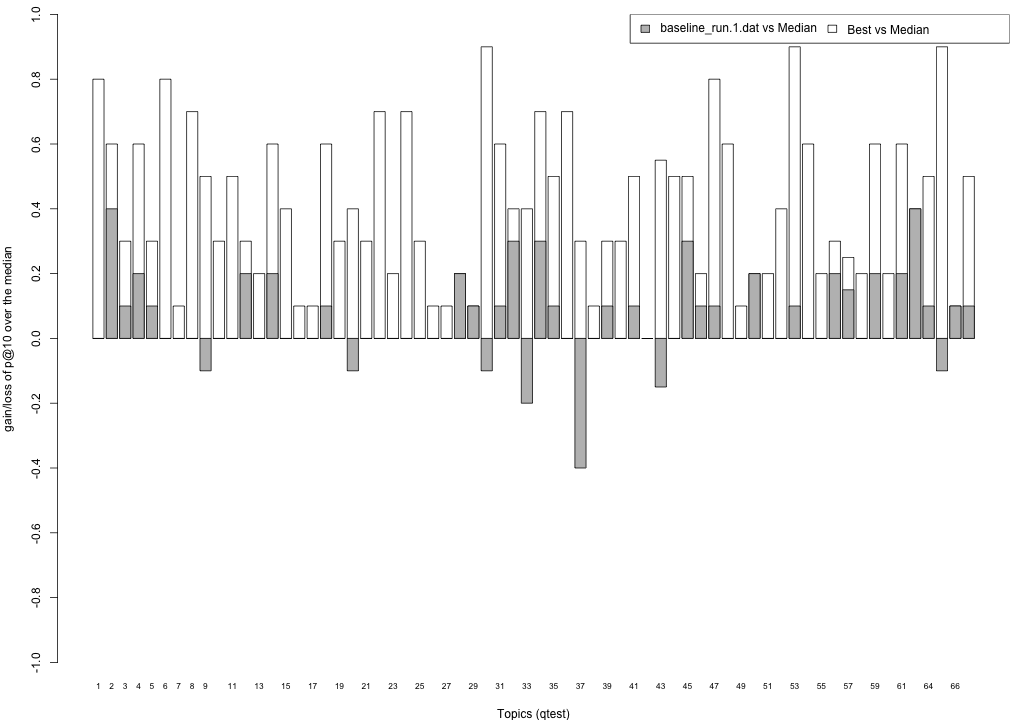 baseline_run.1.dat vs Median
Best vs Median
gain/loss of p@10 over the median
1.0
0.8
0.6
0.4
0.2
0.0
-0.2
-0.4
-0.6
-0.8
-1.0
1 2 3 4 5 6 7 8 9 11 13 15 17 19 21 23 25 27 29 31 33 35 37 39 41 43 45 47 49 51 53 55 57 59 61 64 66
Topics (qtest)